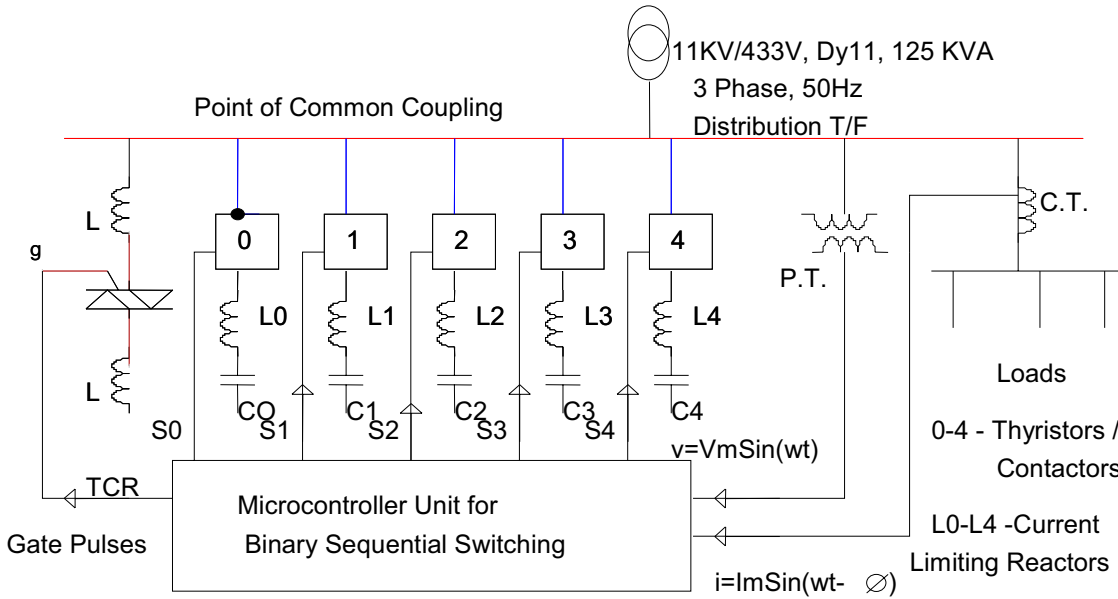 11KV/433V, Dy11, 125 KVA
3 Phase, 50Hz
Distribution T/F
Point of Common Coupling
L
g
L
0
1
2
3
4
C.T.
P.T.
L0
L1
L2
L3
L4
CO
C1
C2
C3
C4
S0
S1
S2
S3
S4
Loads
0-4 - Thyristors /
Contactors
L0-L4 -Current
Limiting Reactors
v=VmSin(wt)
TCR
Gate Pulses
Microcontroller Unit for
Binary Sequential Switching
i=ImSin(wt- ∅)